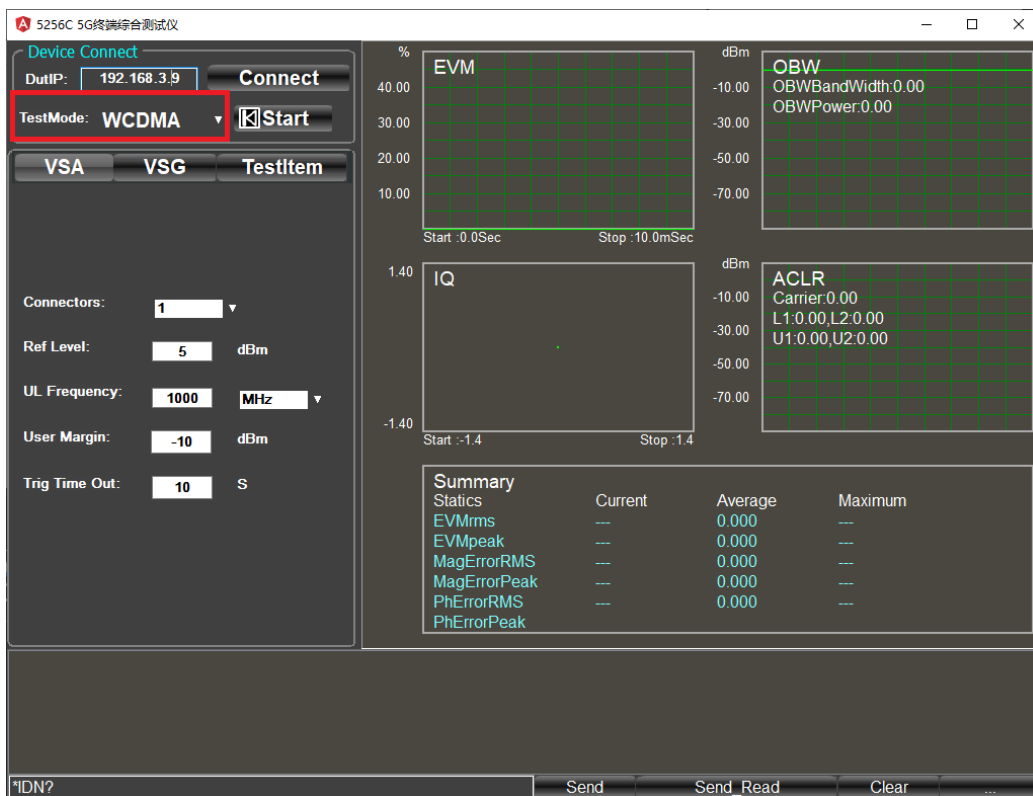 5256C 5G终端综合测试仪
Device Connect
DutIP: 192.168.3.9 Connect
TestMode: WCDMA Start
VSA VSG TestItem
Connectors: 1
Ref Level: 5 dBm
UL Frequency: 1000 MHz
User Margin: -10 dBm
Trig Time Out: 10 S
%
EVM
40.00
30.00
20.00
10.00
Start :0.0Sec Stop :10.0mSec
dBm
OBW
OBWBandWidth:0.00
OBWPower:0.00
-10.00
-30.00
-50.00
-70.00
1.40
IQ
-1.40
Start :-1.4 Stop :1.4
dBm
ACLR
Carrier:0.00
L1:0.00,L2:0.00
U1:0.00,U2:0.00
-10.00
-30.00
-50.00
-70.00
Summary
Statics Current Average Maximum
EVMrms --- 0.000 ---
EVMpeak --- 0.000 ---
MagErrorRMS --- 0.000 ---
MagErrorPeak --- 0.000 ---
PhErrorRMS --- 0.000 ---
PhErrorPeak
*IDN? Send Send_Read Clear ...